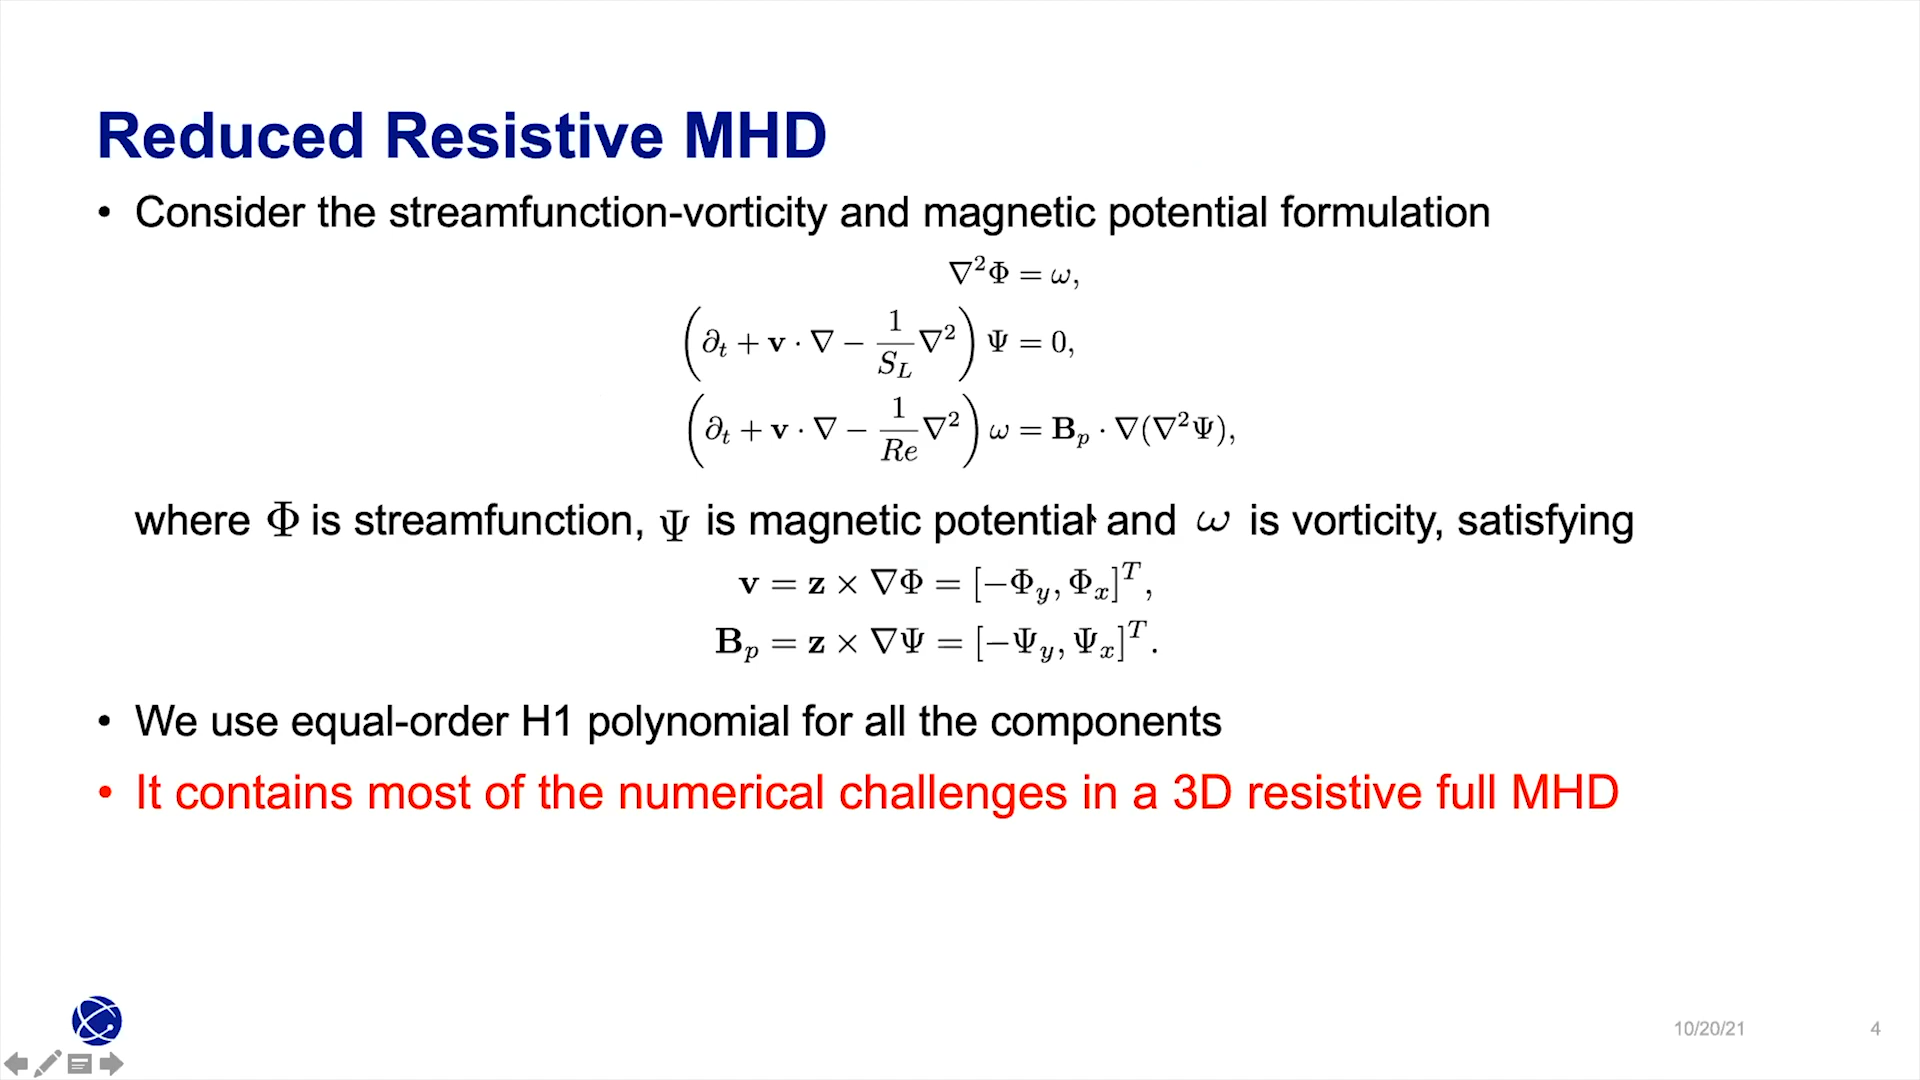 Reduced Resistive MHD
• Consider the streamfunction-vorticity and magnetic potential formulation
∇²Φ = ω,
(∂ₜ + v · ∇ − 1/S_L ∇²) Ψ = 0,
(∂ₜ + v · ∇ − 1/Re ∇²) ω = B_p · ∇(∇²Ψ),
where Φ is streamfunction, Ψ is magnetic potential and ω is vorticity, satisfying
v = z × ∇Φ = [−Φ_y, Φ_x]^T,
B_p = z × ∇Ψ = [−Ψ_y, Ψ_x]^T.
• We use equal-order H1 polynomial for all the components
• It contains most of the numerical challenges in a 3D resistive full MHD
10/20/21 4